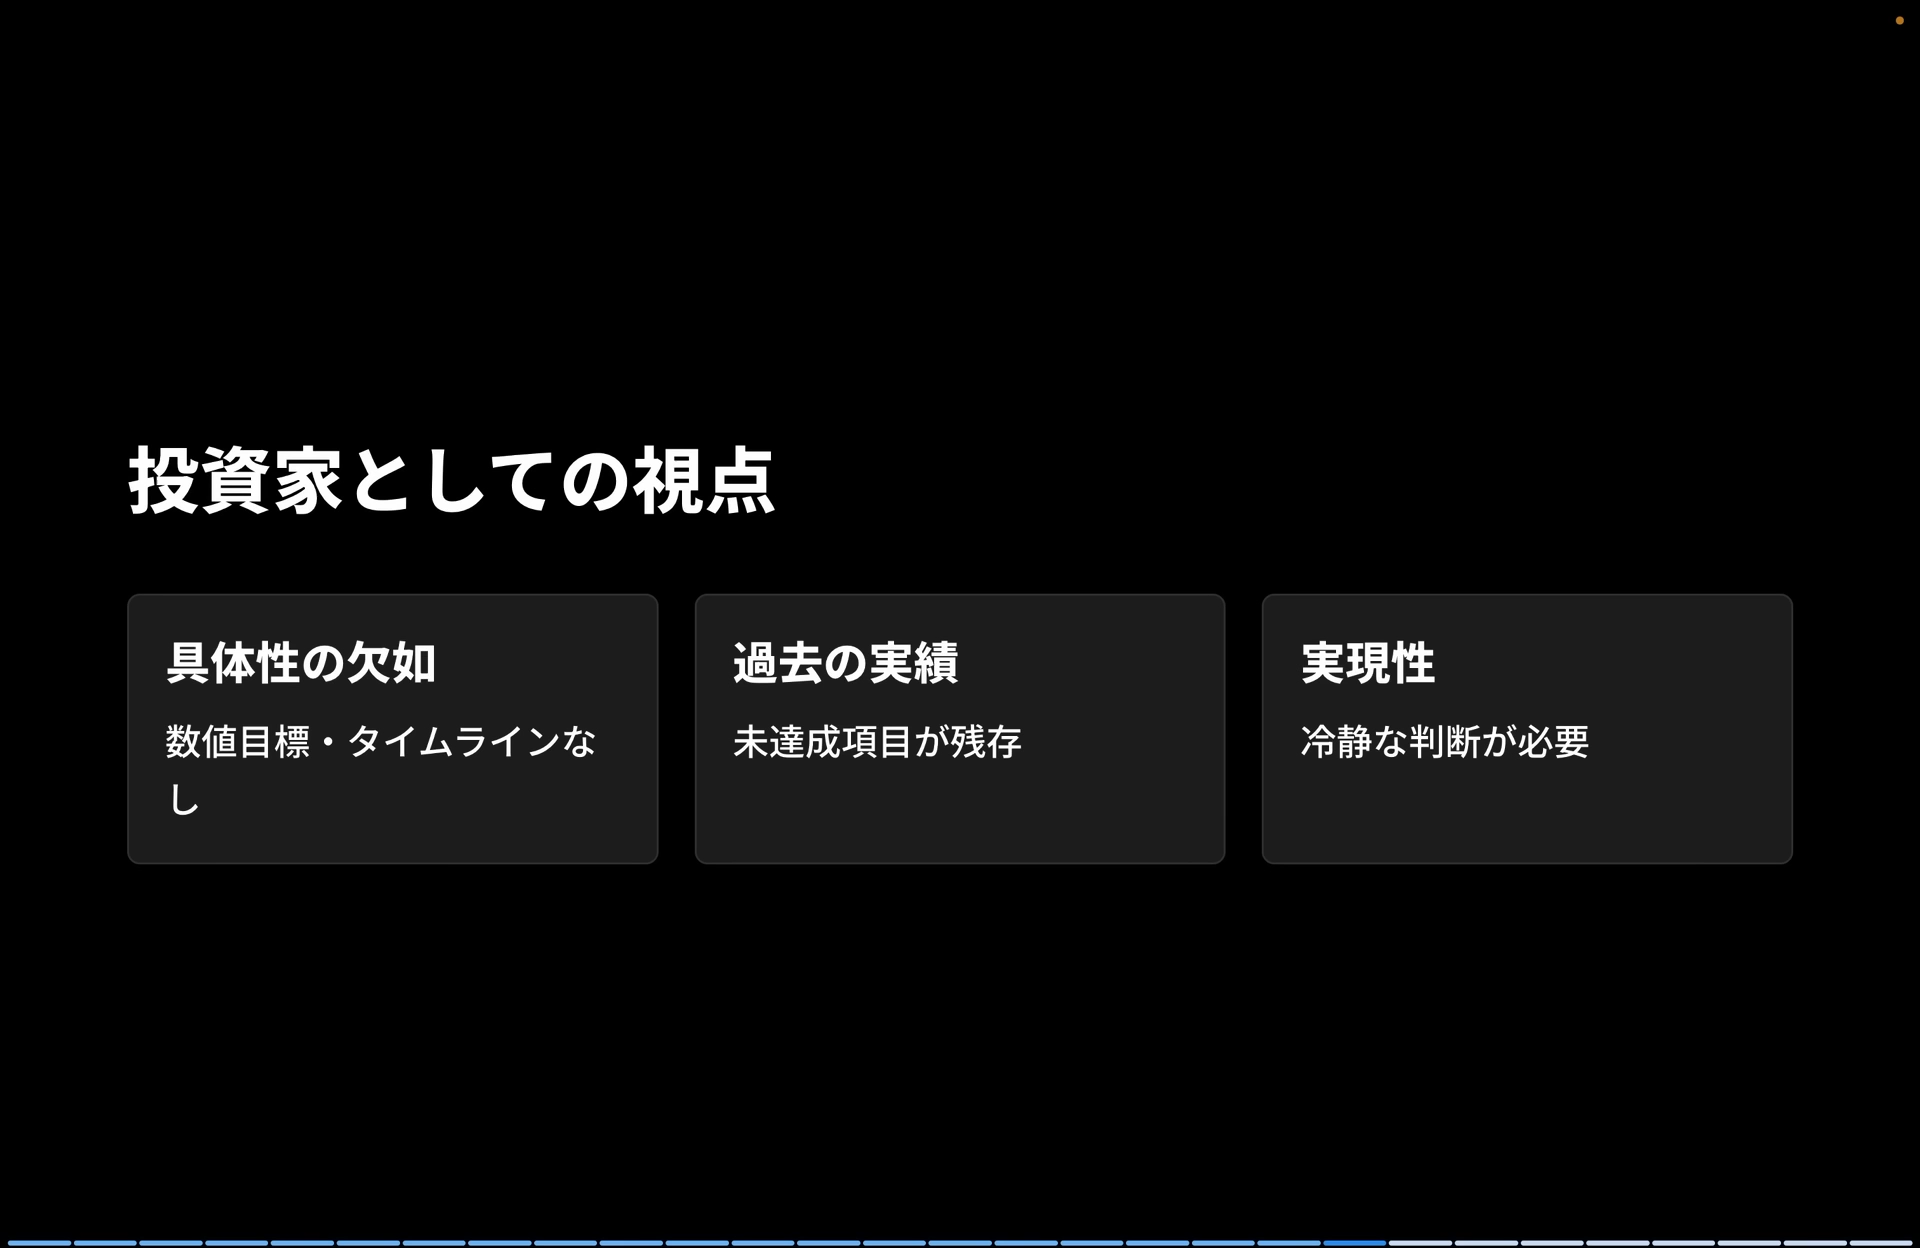 投資家としての視点
具体性の欠如
数値目標・タイムラインな
し
過去の実績
未達成項目が残存
実現性
冷静な判断が必要